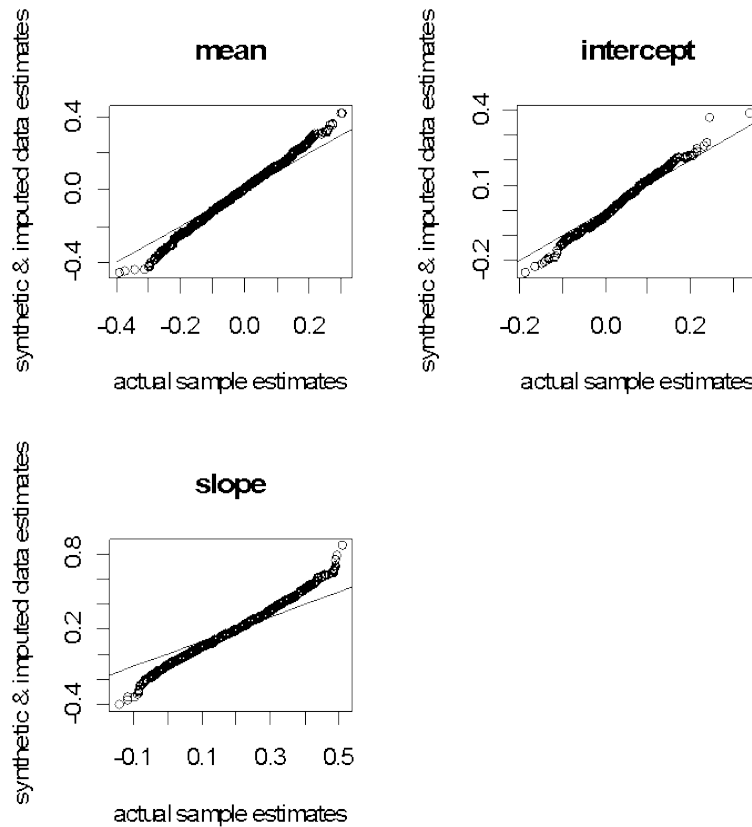 mean
synthetic & imputed data estimates
0.4
0.0
-0.4
-0.4 -0.2 0.0 0.2
actual sample estimates
intercept
synthetic & imputed data estimates
0.4
0.1
-0.2
-0.2 0.0 0.2
actual sample estimates
slope
synthetic & imputed data estimates
0.8
0.2
-0.4
-0.1 0.1 0.3 0.5
actual sample estimates